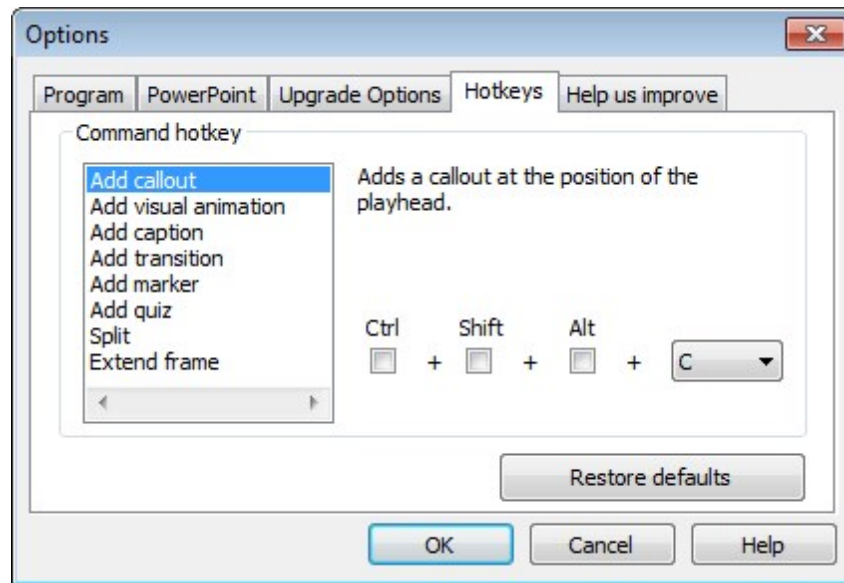 Options
Program PowerPoint Upgrade Options Hotkeys Help us improve
Command hotkey
Add callout
Add visual animation
Add caption
Add transition
Add marker
Add quiz
Split
Extend frame
Adds a callout at the position of the
playhead.
Ctrl Shift Alt
+ + + C
Restore defaults
OK Cancel Help